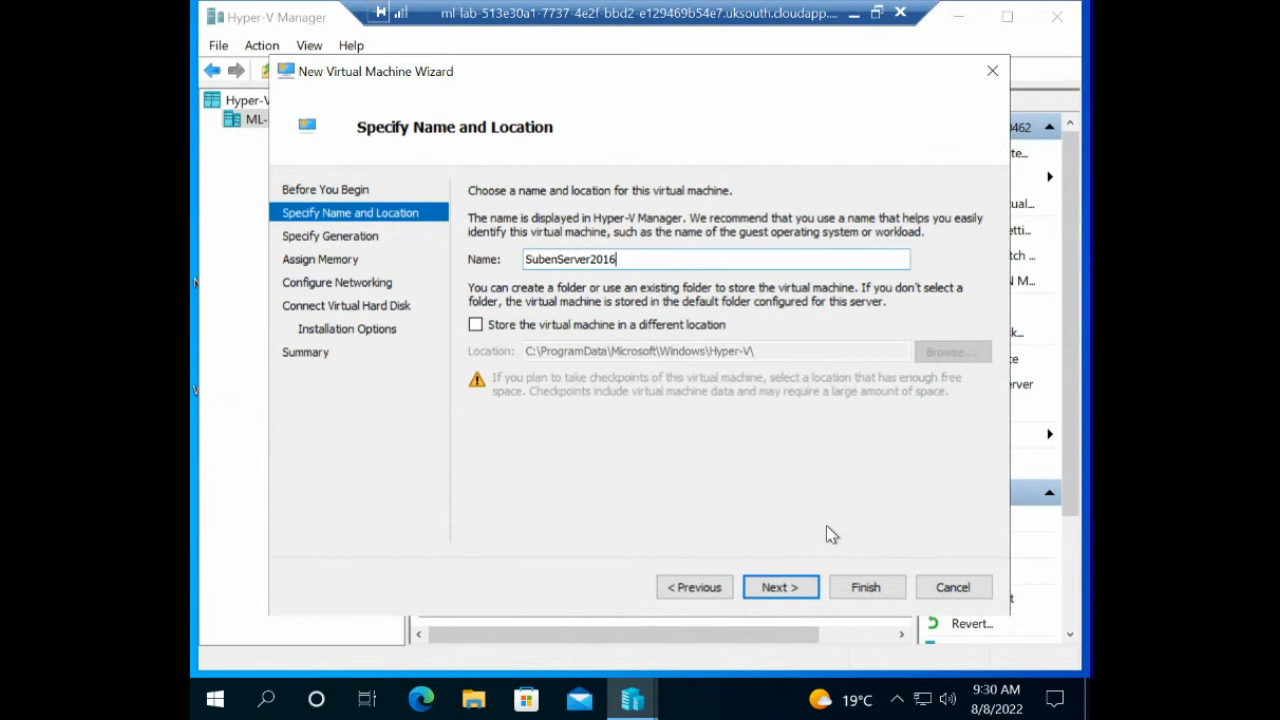 Hyper-V Manager
ml-lab-513e30a1-7737-4e2f-bbd2-e129469b54e7.uksouth.cloudapp....
File Action View Help
New Virtual Machine Wizard
Hyper-V
ML-
Specify Name and Location
Before You Begin
Specify Name and Location
Specify Generation
Assign Memory
Configure Networking
Connect Virtual Hard Disk
Installation Options
Summary
Choose a name and location for this virtual machine.
The name is displayed in Hyper-V Manager. We recommend that you use a name that helps you easily
identify this virtual machine, such as the name of the guest operating system or workload.
Name: SubenServer2016
You can create a folder or use an existing folder to store the virtual machine. If you don't select a
folder, the virtual machine is stored in the default folder configured for this server.
Store the virtual machine in a different location
Location: C:\ProgramData\Microsoft\Windows\Hyper-V\ Browse...
If you plan to take checkpoints of this virtual machine, select a location that has enough free
space. Checkpoints include virtual machine data and may require a large amount of space.
< Previous Next > Finish Cancel
Revert...
19°C
9:30 AM
8/8/2022